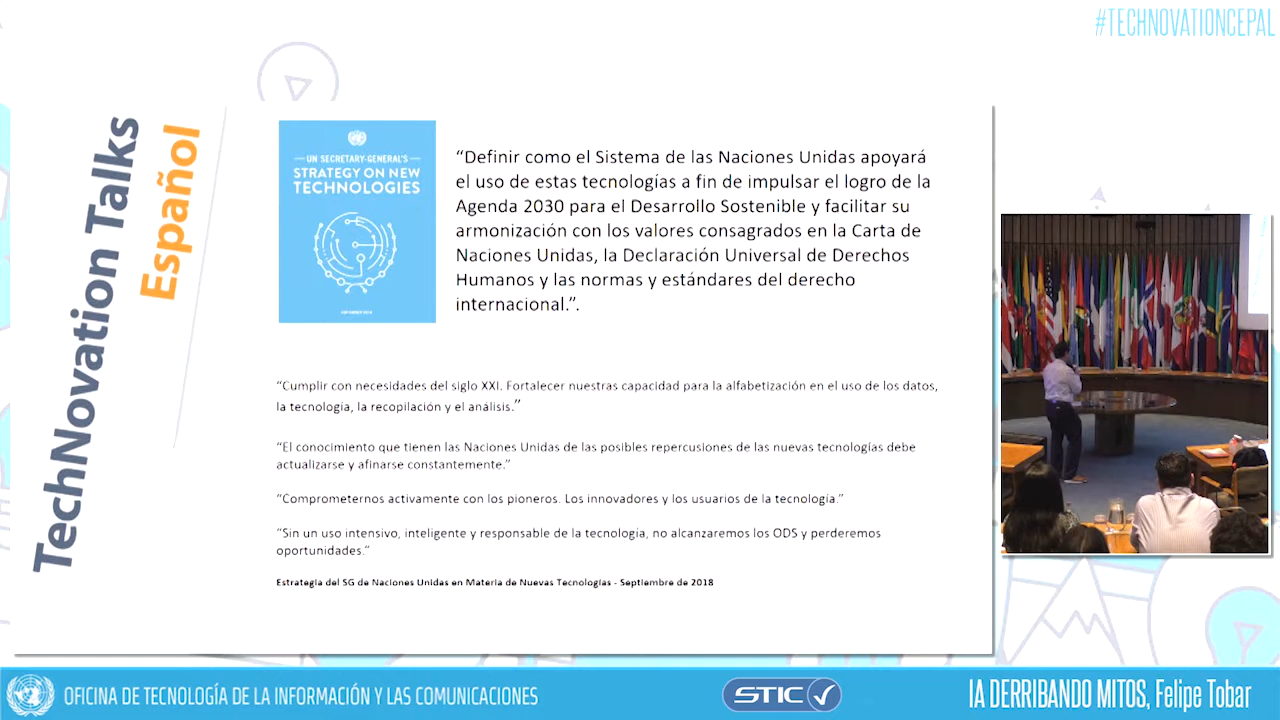 #TECHNOVATIONCEPAL
TechNovation Talks
Español
UN SECRETARY-GENERAL'S
STRATEGY ON NEW
TECHNOLOGIES
SEPTEMBER 2018
“Definir como el Sistema de las Naciones Unidas apoyará
el uso de estas tecnologías a fin de impulsar el logro de la
Agenda 2030 para el Desarrollo Sostenible y facilitar su
armonización con los valores consagrados en la Carta de
Naciones Unidas, la Declaración Universal de Derechos
Humanos y las normas y estándares del derecho
internacional.”.
“Cumplir con necesidades del siglo XXI. Fortalecer nuestras capacidad para la alfabetización en el uso de los datos,
la tecnologia, la recopilación y el análisis.”
“El conocimiento que tienen las Naciones Unidas de las posibles repercusiones de las nuevas tecnologías debe
actualizarse y afinarse constantemente.”
“Comprometernos activamente con los pioneros. Los innovadores y los usuarios de la tecnología.”
“Sin un uso intensivo, inteligente y responsable de la tecnologia, no alcanzaremos los ODS y perderemos
oportunidades.”
Estrategia del SG de Naciones Unidas en Materia de Nuevas Tecnologias - Septiembre de 2018
OFICINA DE TECNOLOGÍA DE LA INFORMACIÓN Y LAS COMUNICACIONES
STIC
IA DERRIBANDO MITOS, Felipe Tobar